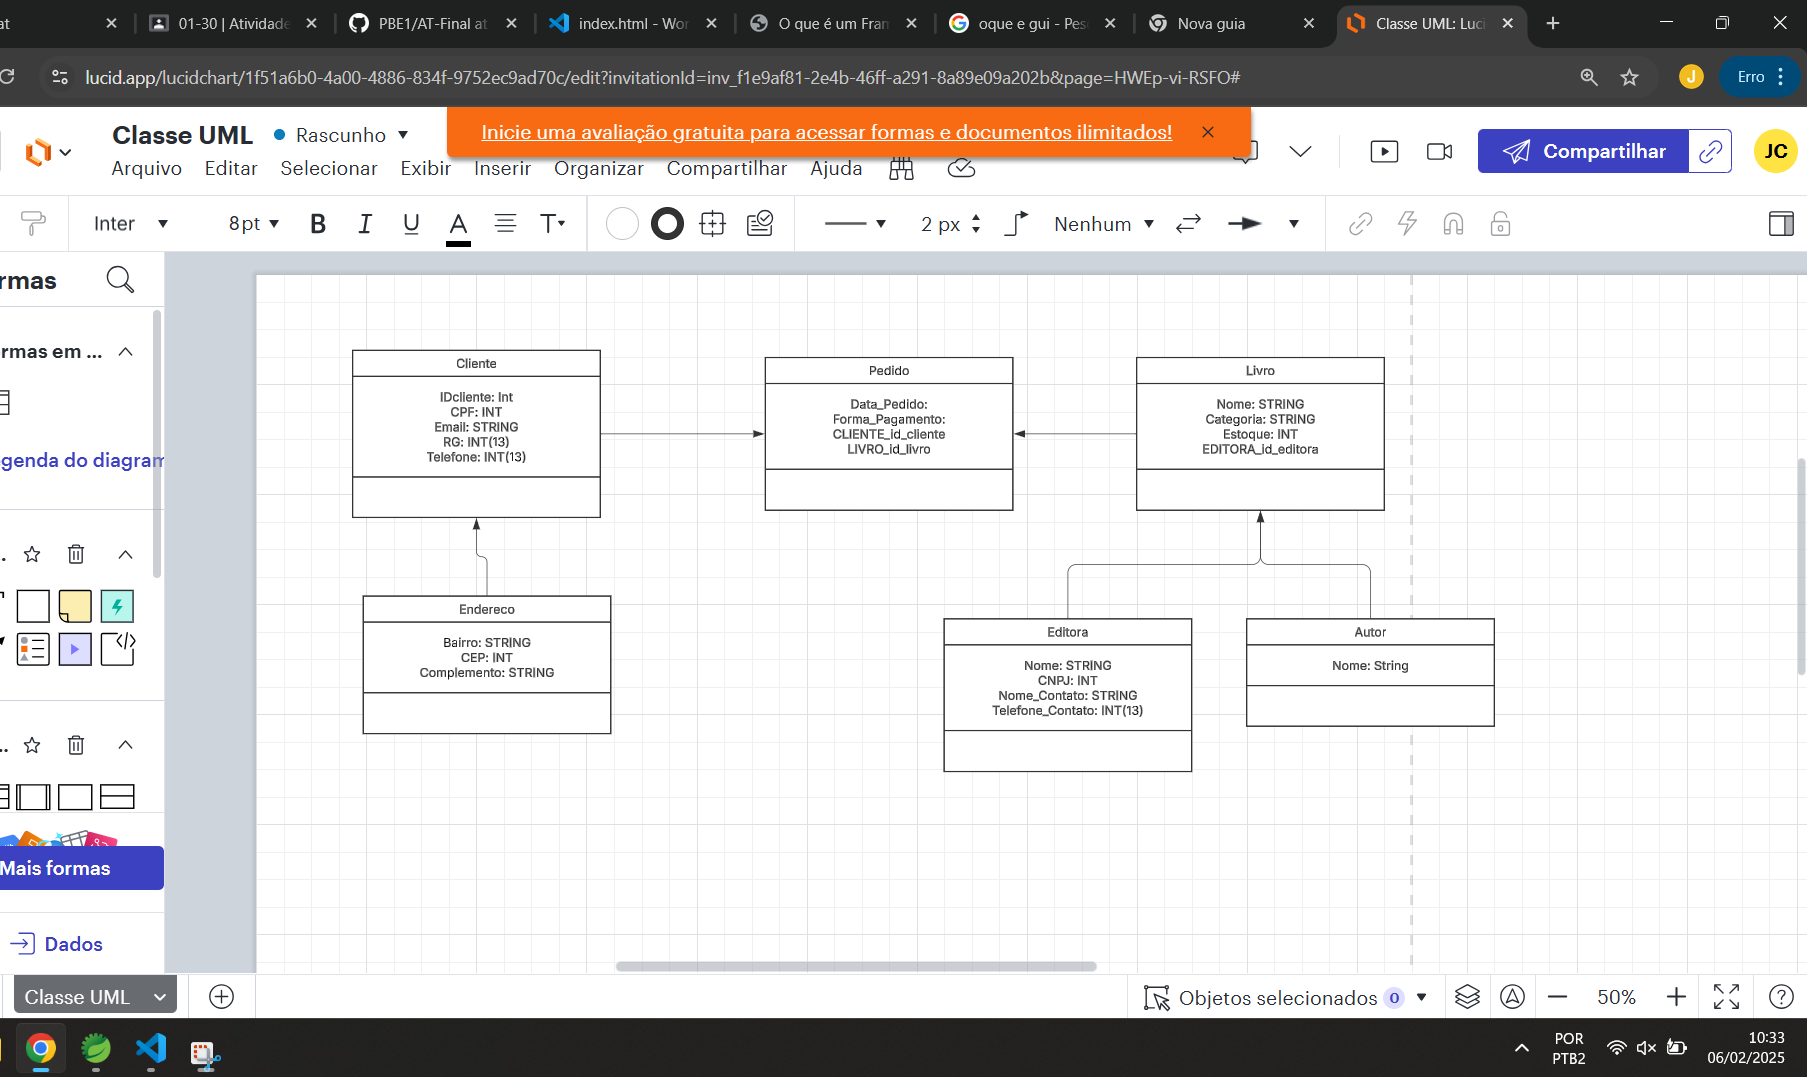 at
01-30 | Atividade
PBE1/AT-Final at
index.html - Wor
O que é um Fran
oque e gui - Pes
Nova guia
Classe UML: Luci
lucid.app/lucidchart/1f51a6b0-4a00-4886-834f-9752ec9ad70c/edit?invitationId=inv_f1e9af81-2e4b-46ff-a291-8a89e09a202b&page=HWEp-vi-RSFO#
J
Erro
Classe UML
Rascunho
Inicie uma avaliação gratuita para acessar formas e documentos ilimitados!
Arquivo
Editar
Selecionar
Exibir
Inserir
Organizar
Compartilhar
Ajuda
Compartilhar
JC
Inter
8pt
B
I
U
A
T
2 px
Nenhum
rmas
rmas em ...
genda do diagram
Mais formas
Dados
Cliente
IDcliente: Int
CPF: INT
Email: STRING
RG: INT(13)
Telefone: INT(13)
Pedido
Data_Pedido:
Forma_Pagamento:
CLIENTE_id_cliente
LIVRO_id_livro
Livro
Nome: STRING
Categoria: STRING
Estoque: INT
EDITORA_id_editora
Endereco
Bairro: STRING
CEP: INT
Complemento: STRING
Editora
Nome: STRING
CNPJ: INT
Nome_Contato: STRING
Telefone_Contato: INT(13)
Autor
Nome: String
Classe UML
Objetos selecionados 0
50%
POR
PTB2
10:33
06/02/2025